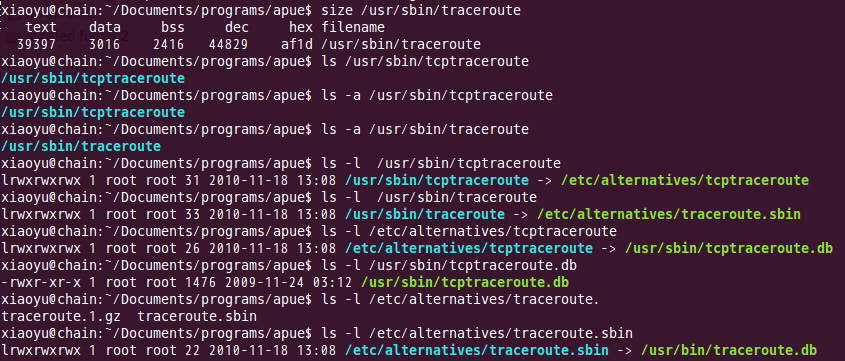 xiaoyu@chain:~/Documents/programs/apue$ size /usr/sbin/traceroute
   text    data     bss     dec     hex filename
  39397    3016    2416   44829    af1d /usr/sbin/traceroute
xiaoyu@chain:~/Documents/programs/apue$ ls /usr/sbin/tcptraceroute
/usr/sbin/tcptraceroute
xiaoyu@chain:~/Documents/programs/apue$ ls -a /usr/sbin/tcptraceroute
/usr/sbin/tcptraceroute
xiaoyu@chain:~/Documents/programs/apue$ ls -a /usr/sbin/traceroute
/usr/sbin/traceroute
xiaoyu@chain:~/Documents/programs/apue$ ls -l  /usr/sbin/tcptraceroute
lrwxrwxrwx 1 root root 31 2010-11-18 13:08 /usr/sbin/tcptraceroute -> /etc/alternatives/tcptraceroute
xiaoyu@chain:~/Documents/programs/apue$ ls -l  /usr/sbin/traceroute
lrwxrwxrwx 1 root root 33 2010-11-18 13:08 /usr/sbin/traceroute -> /etc/alternatives/traceroute.sbin
xiaoyu@chain:~/Documents/programs/apue$ ls -l /etc/alternatives/tcptraceroute
lrwxrwxrwx 1 root root 26 2010-11-18 13:08 /etc/alternatives/tcptraceroute -> /usr/sbin/tcptraceroute.db
xiaoyu@chain:~/Documents/programs/apue$ ls -l /usr/sbin/tcptraceroute.db
-rwxr-xr-x 1 root root 1476 2009-11-24 03:12 /usr/sbin/tcptraceroute.db
xiaoyu@chain:~/Documents/programs/apue$ ls -l /etc/alternatives/traceroute.
traceroute.1.gz  traceroute.sbin
xiaoyu@chain:~/Documents/programs/apue$ ls -l /etc/alternatives/traceroute.sbin
lrwxrwxrwx 1 root root 22 2010-11-18 13:08 /etc/alternatives/traceroute.sbin -> /usr/bin/traceroute.db